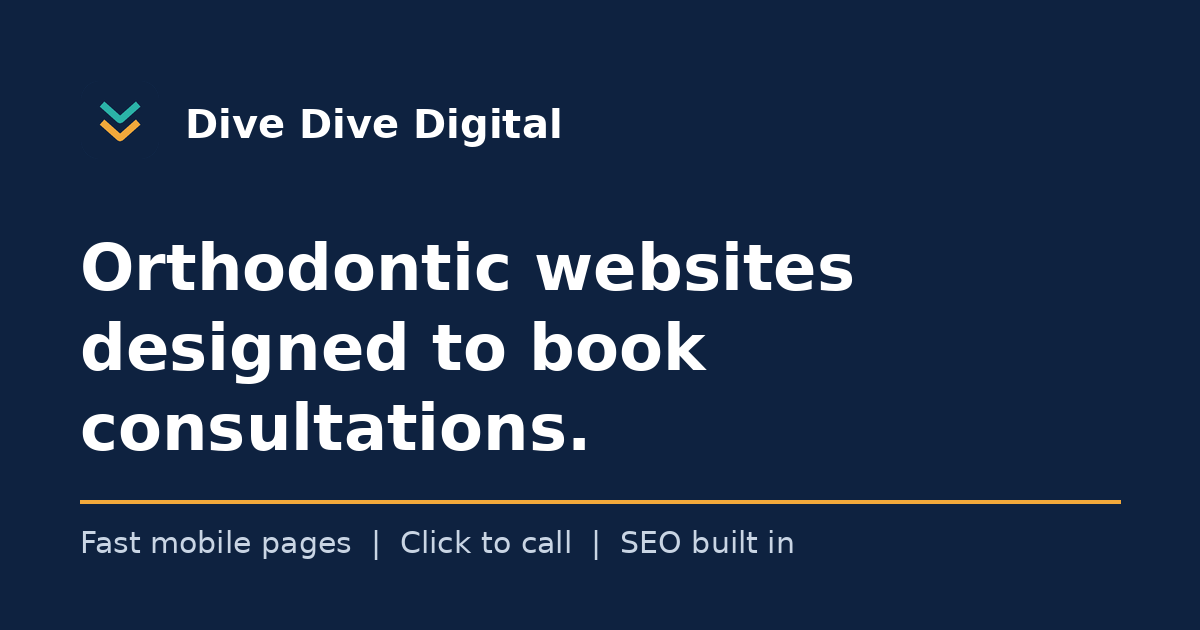 Dive Dive Digital
Orthodontic websites
designed to book
consultations.
Fast mobile pages | Click to call | SEO built in